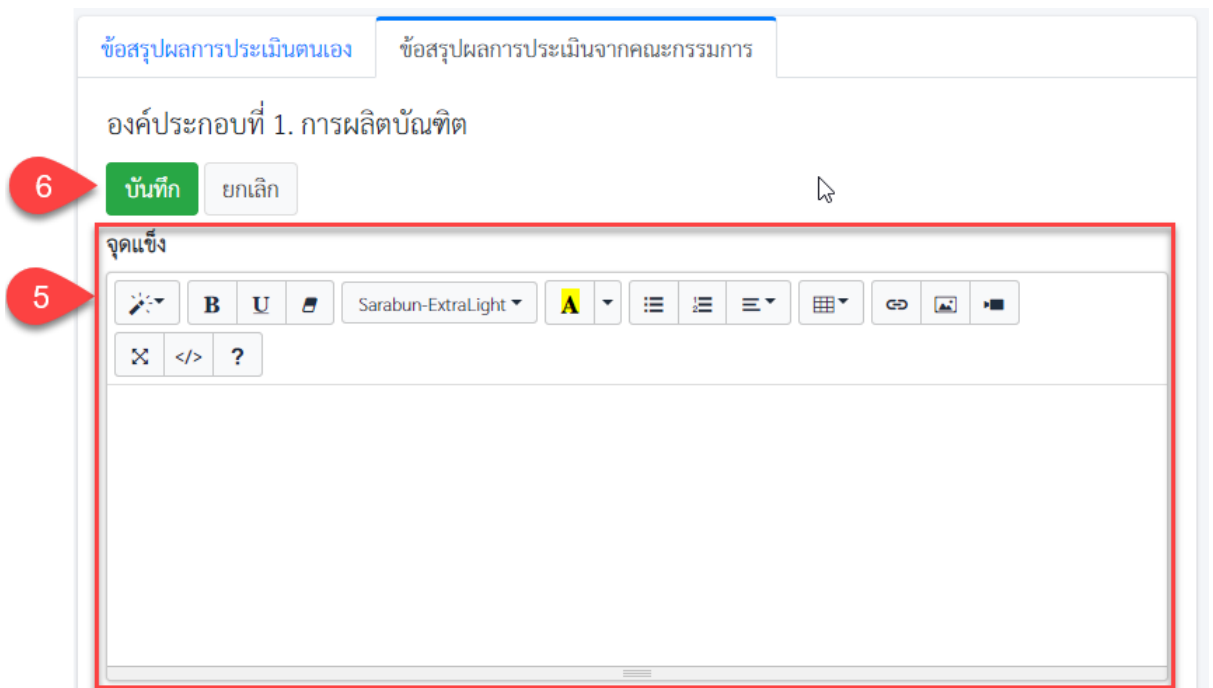 ข้อสรุปผลการประเมินตนเอง ข้อสรุปผลการประเมินจากคณะกรรมการ
องค์ประกอบที่ 1. การผลิตบัณฑิต
6 บันทึก ยกเลิก
จุดแข็ง
5 B U Sarabun-ExtraLight A
</> ?